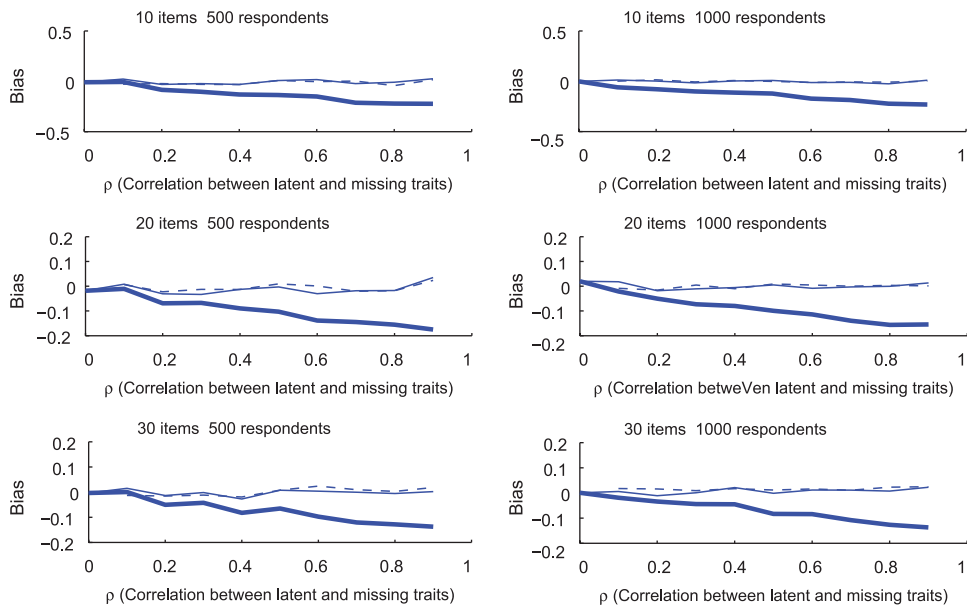 10 items 500 respondents
0.5
0
−0.5
Bias
0 0.2 0.4 0.6 0.8 1
ρ (Correlation between latent and missing traits)
10 items 1000 respondents
0.5
0
−0.5
Bias
0 0.2 0.4 0.6 0.8 1
ρ (Correlation between latent and missing traits)
20 items 500 respondents
0.2
0.1
0
−0.1
−0.2
Bias
0 0.2 0.4 0.6 0.8 1
ρ (Correlation between latent and missing traits)
20 items 1000 respondents
0.2
0.1
0
−0.1
−0.2
Bias
0 0.2 0.4 0.6 0.8 1
ρ (Correlation betweVen latent and missing traits)
30 items 500 respondents
0.2
0.1
0
−0.1
−0.2
Bias
0 0.2 0.4 0.6 0.8 1
ρ (Correlation between latent and missing traits)
30 items 1000 respondents
0.2
0.1
0
−0.1
−0.2
Bias
0 0.2 0.4 0.6 0.8 1
ρ (Correlation between latent and missing traits)